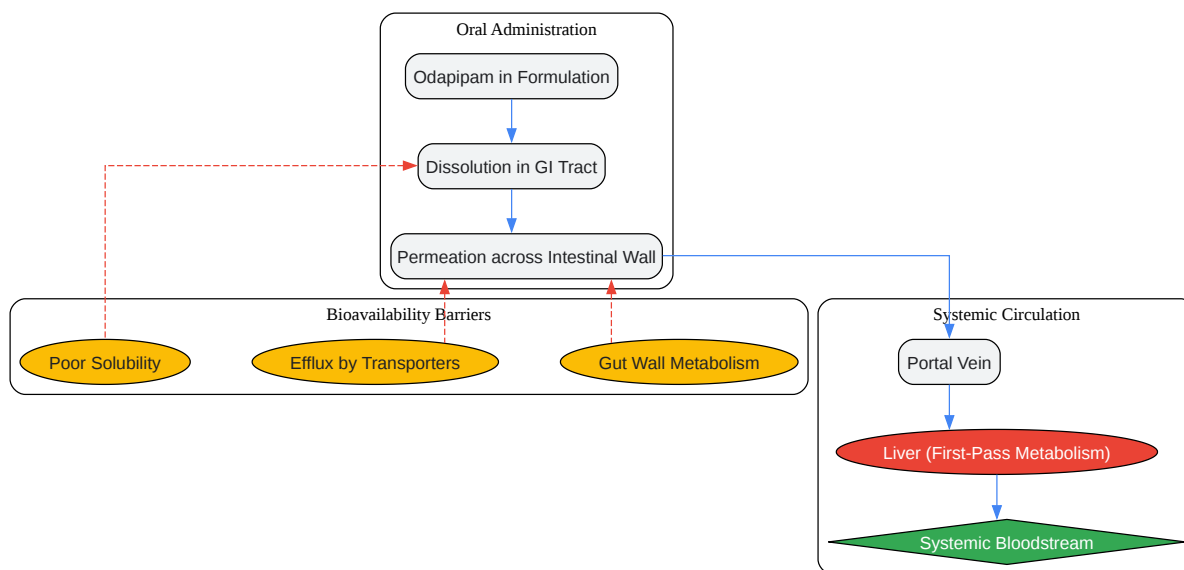 Oral Administration
Odapipam in Formulation
Dissolution in GI Tract
Permeation across Intestinal Wall
Bioavailability Barriers
Poor Solubility
Efflux by Transporters
Gut Wall Metabolism
Systemic Circulation
Portal Vein
Liver (First-Pass Metabolism)
Systemic Bloodstream